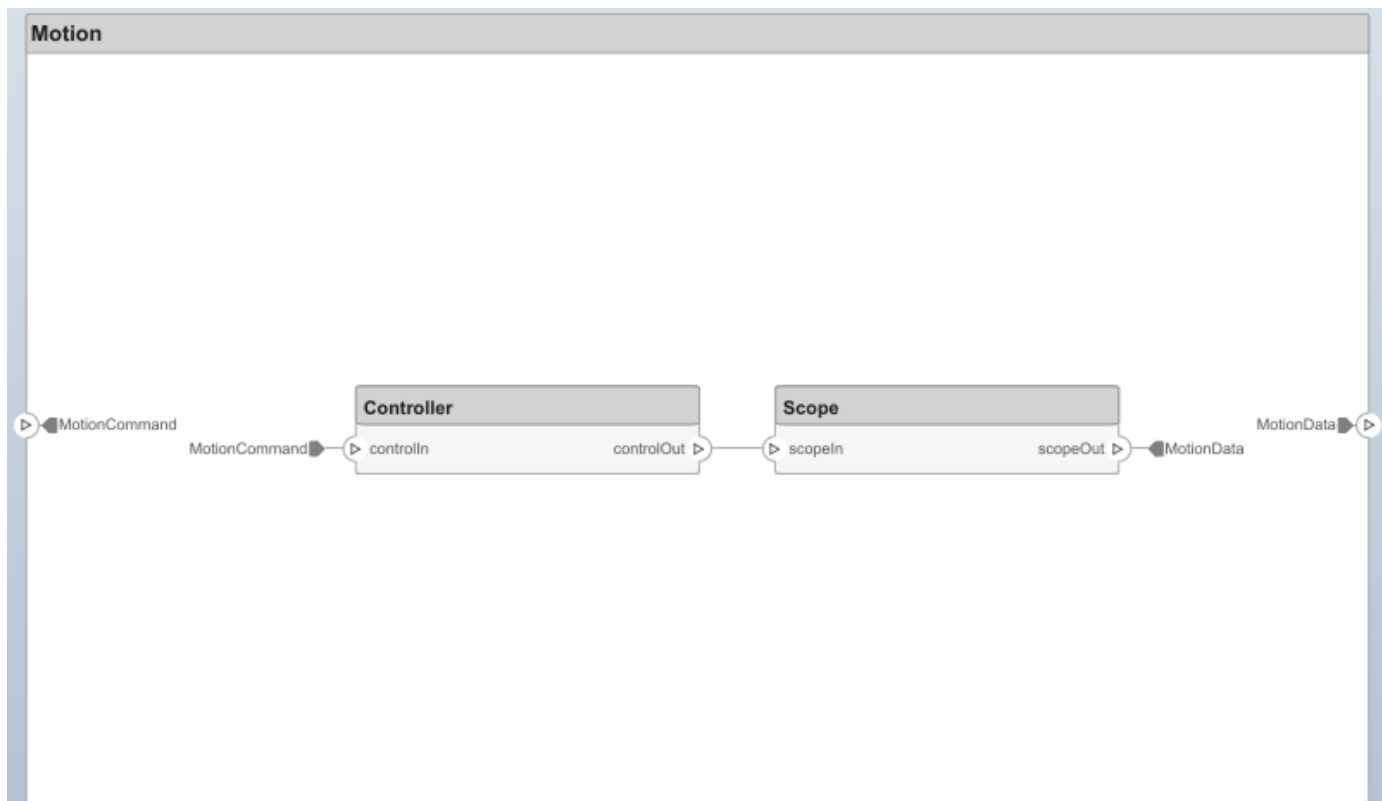 Motion
Controller
Scope
MotionCommand
MotionData
MotionCommand
controlIn
controlOut
scopeIn
scopeOut
MotionData